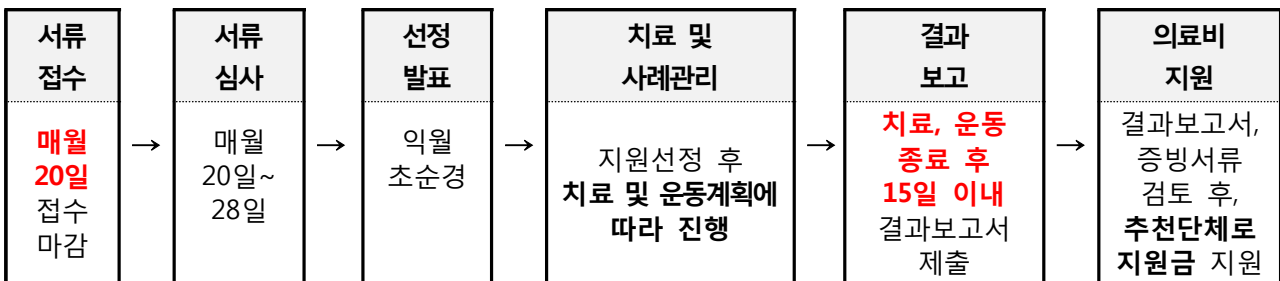 서류
접수
매월
20일
접수
마감
→
서류
심사
매월
20일~
28일
→
선정
발표
익월
초순경
→
치료 및
사례관리
지원선정 후
치료 및 운동계획에
따라 진행
→
결과
보고
치료, 운동
종료 후
15일 이내
결과보고서
제출
→
의료비
지원
결과보고서,
증빙서류
검토 후,
추천단체로
지원금 지원